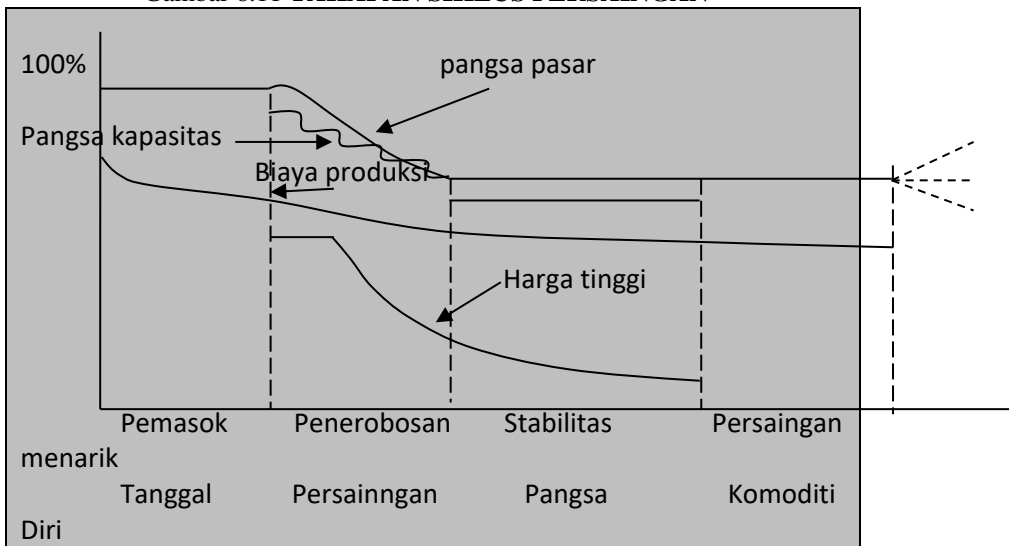 100%
pangsa pasar
Pangsa kapasitas
Biaya produksi
Harga tinggi
Pemasok Penerobosan Stabilitas Persaingan
menarik
Tanggal Persainngan Pangsa Komoditi
Diri